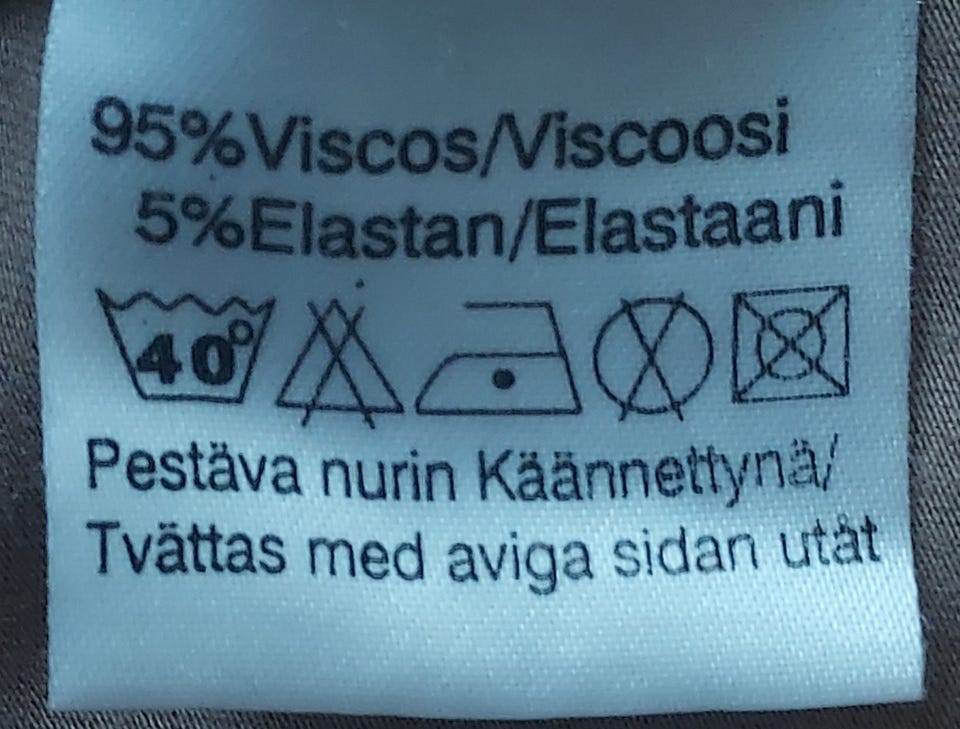 95%Viscos/Viscoosi
5%Elastan/Elastaani
40°
Pestäva nurin Käännettynä/
Tvättas med aviga sidan utåt